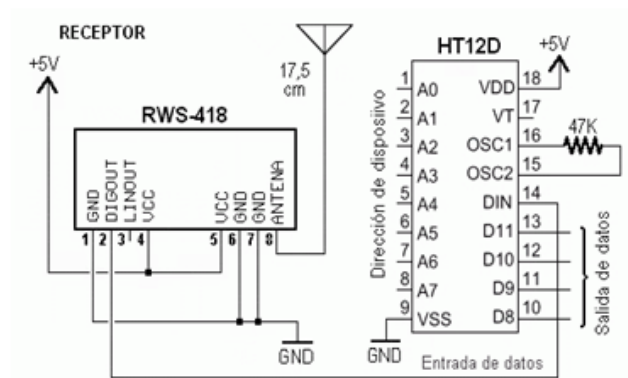 RECEPTOR
+5V
17,5
cm
RWS-418
GND
DIGOUT
LINOUT
VCC
VCC
GND
GND
ANTENA
1 2 3 4 5 6 7 8
GND
HT12D
+5V
Dirección de disposiivo
1 A0 VDD 18
2 A1 VT 17
3 A2 OSC1 16
47K
4 A3 OSC2 15
5 A4 DIN 14
6 A5 D11 13
7 A6 D10 12
8 A7 D9 11
9 VSS D8 10
Salida de datos
GND
Entrada de datos